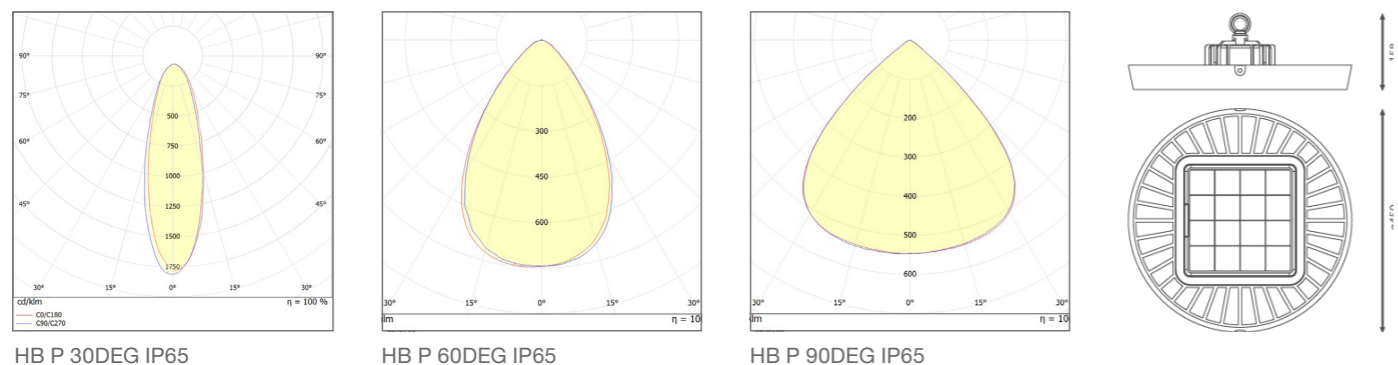 90° 90°
75° 75°
60° 60°
45° 45°
500
750
1000
1250
1500
1750
30° 15° 0° 15° 30°
cd/klm η = 100 %
C0/C180
C90/C270
HB P 30DEG IP65
300
450
600
30° 15° 0° 15° 30°
lm η = 10
HB P 60DEG IP65
200
300
400
500
600
30° 15° 0° 15° 30°
lm η = 10
HB P 90DEG IP65